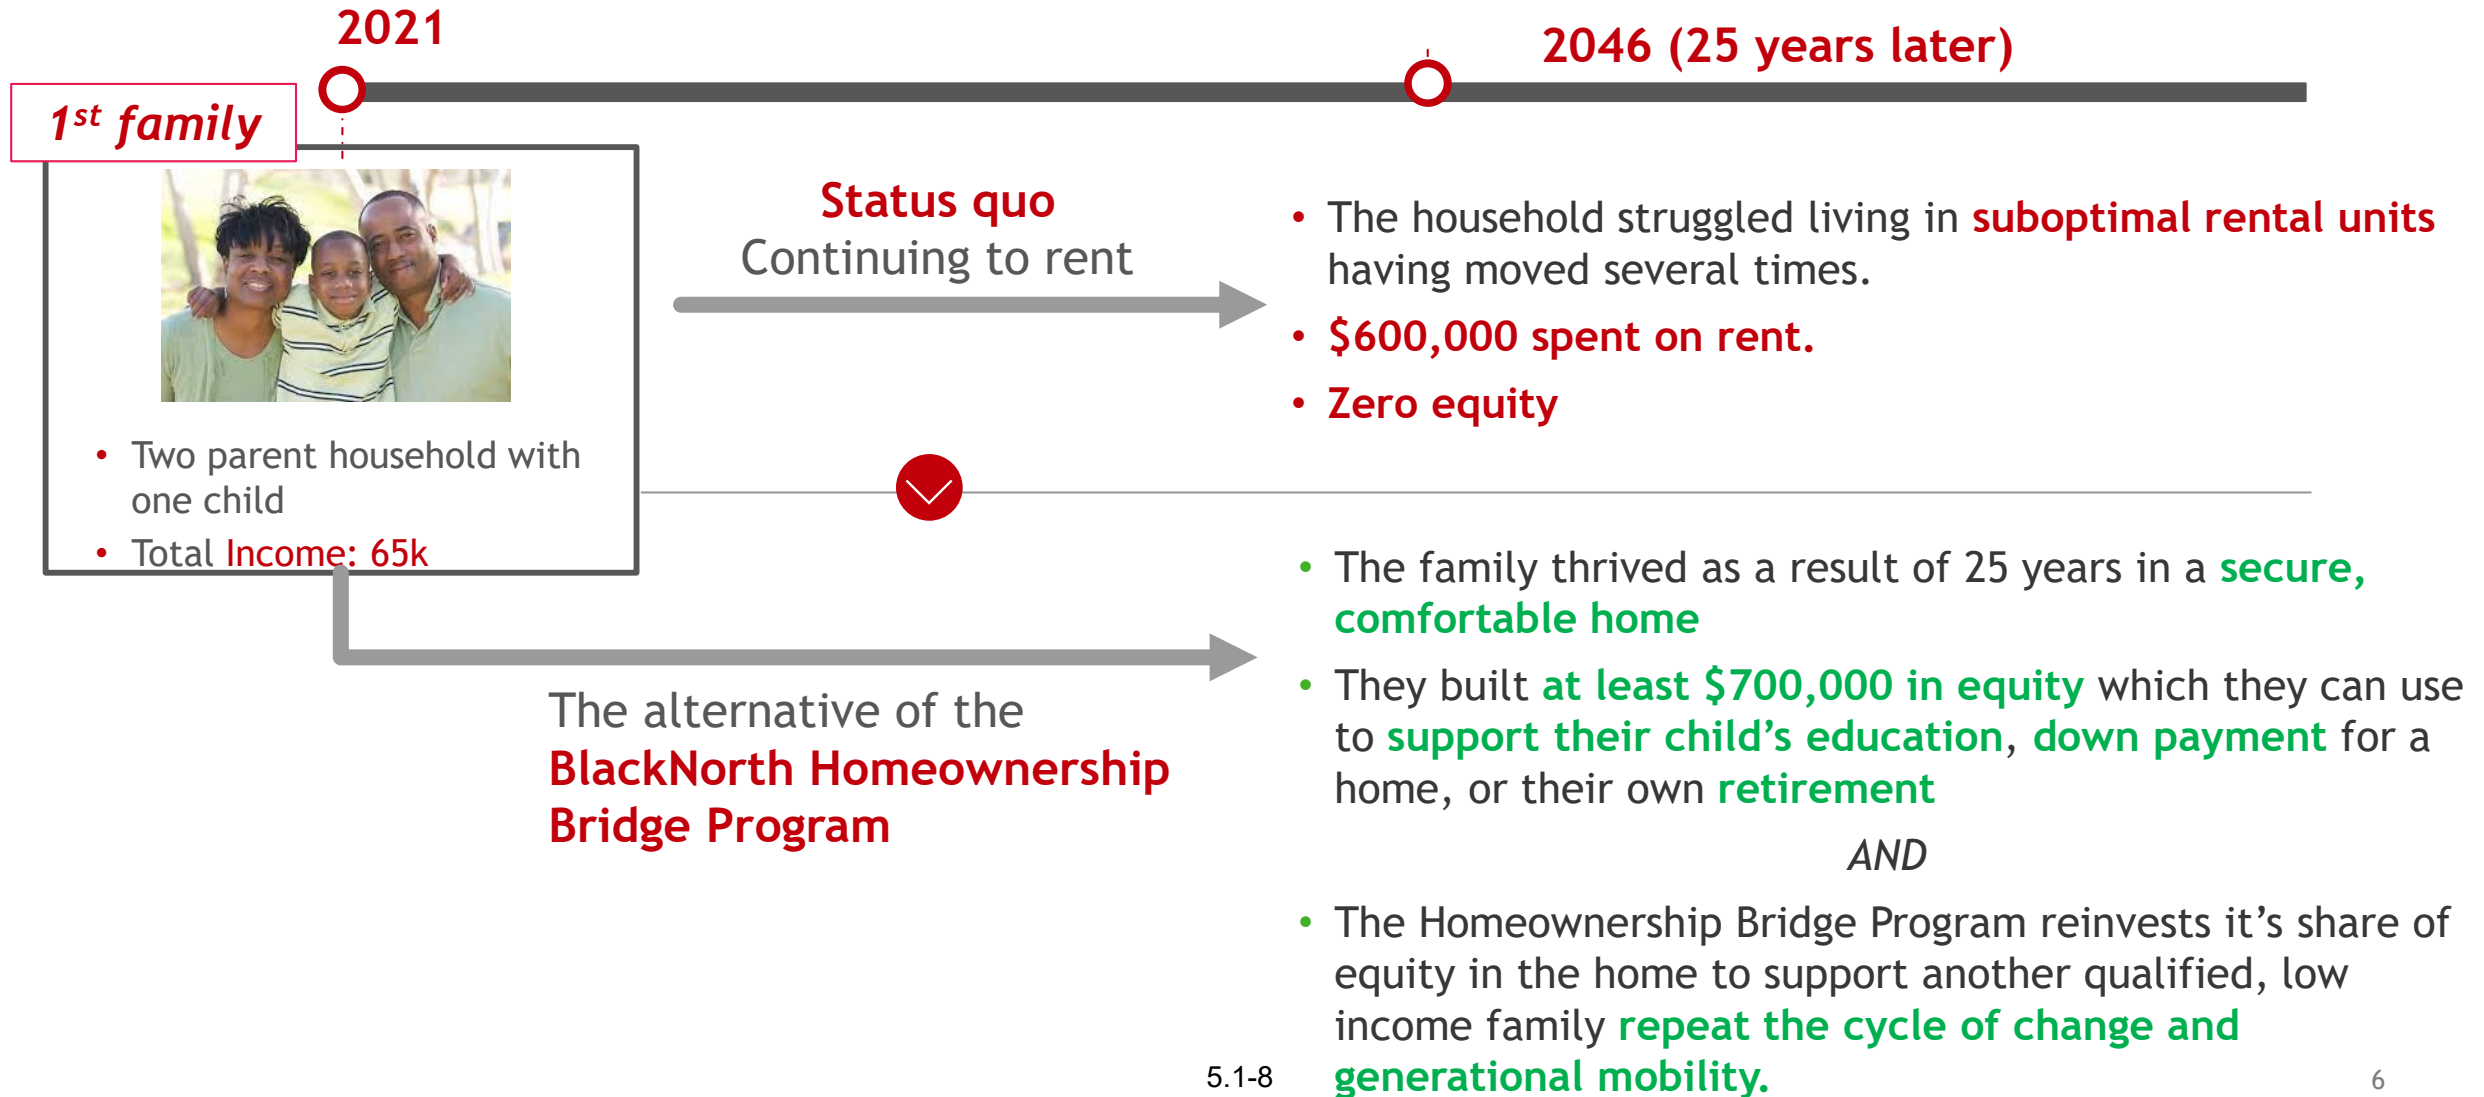 2021
2046 (25 years later)
1st family
• Two parent household with
one child
• Total Income: 65k
Status quo
Continuing to rent
• The household struggled living in suboptimal rental units
having moved several times.
• $600,000 spent on rent.
• Zero equity
The alternative of the
BlackNorth Homeownership
Bridge Program
• The family thrived as a result of 25 years in a secure,
comfortable home
• They built at least $700,000 in equity which they can use
to support their child’s education, down payment for a
home, or their own retirement
AND
• The Homeownership Bridge Program reinvests it’s share of
equity in the home to support another qualified, low
income family repeat the cycle of change and
generational mobility.
5.1-8
6